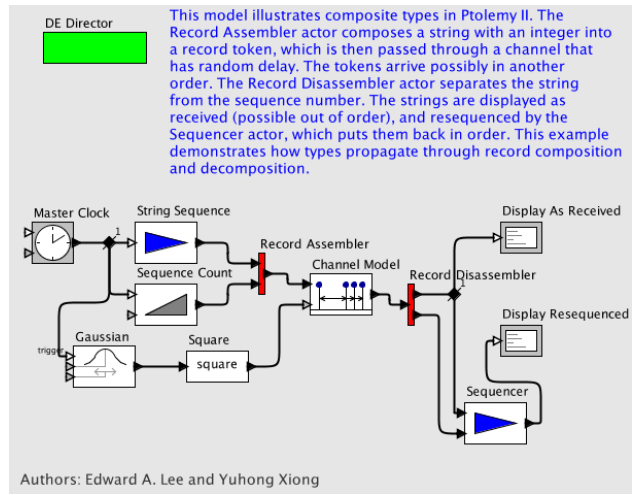 DE Director
This model illustrates composite types in Ptolemy II. The
Record Assembler actor composes a string with an integer into
a record token, which is then passed through a channel that
has random delay. The tokens arrive possibly in another
order. The Record Disassembler actor separates the string
from the sequence number. The strings are displayed as
received (possible out of order), and resequenced by the
Sequencer actor, which puts them back in order. This example
demonstrates how types propagate through record composition
and decomposition.
Master Clock
1
String Sequence
Display As Received
Record Assembler
Sequence Count
Channel Model
Record Disassembler
1
Display Resequenced
Gaussian
trigger
Square
square
Sequencer
Authors: Edward A. Lee and Yuhong Xiong